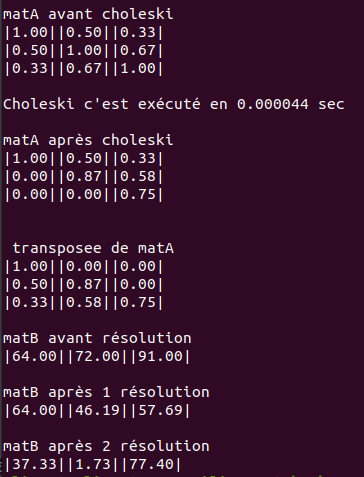 matA avant choleski
|1.00||0.50||0.33|
|0.50||1.00||0.67|
|0.33||0.67||1.00|
Choleski c'est exécuté en 0.000044 sec
matA après choleski
|1.00||0.50||0.33|
|0.00||0.87||0.58|
|0.00||0.00||0.75|
transposee de matA
|1.00||0.00||0.00|
|0.50||0.87||0.00|
|0.33||0.58||0.75|
matB avant résolution
|64.00||72.00||91.00|
matB après 1 résolution
|64.00||46.19||57.69|
matB après 2 résolution
|37.33||1.73||77.40|